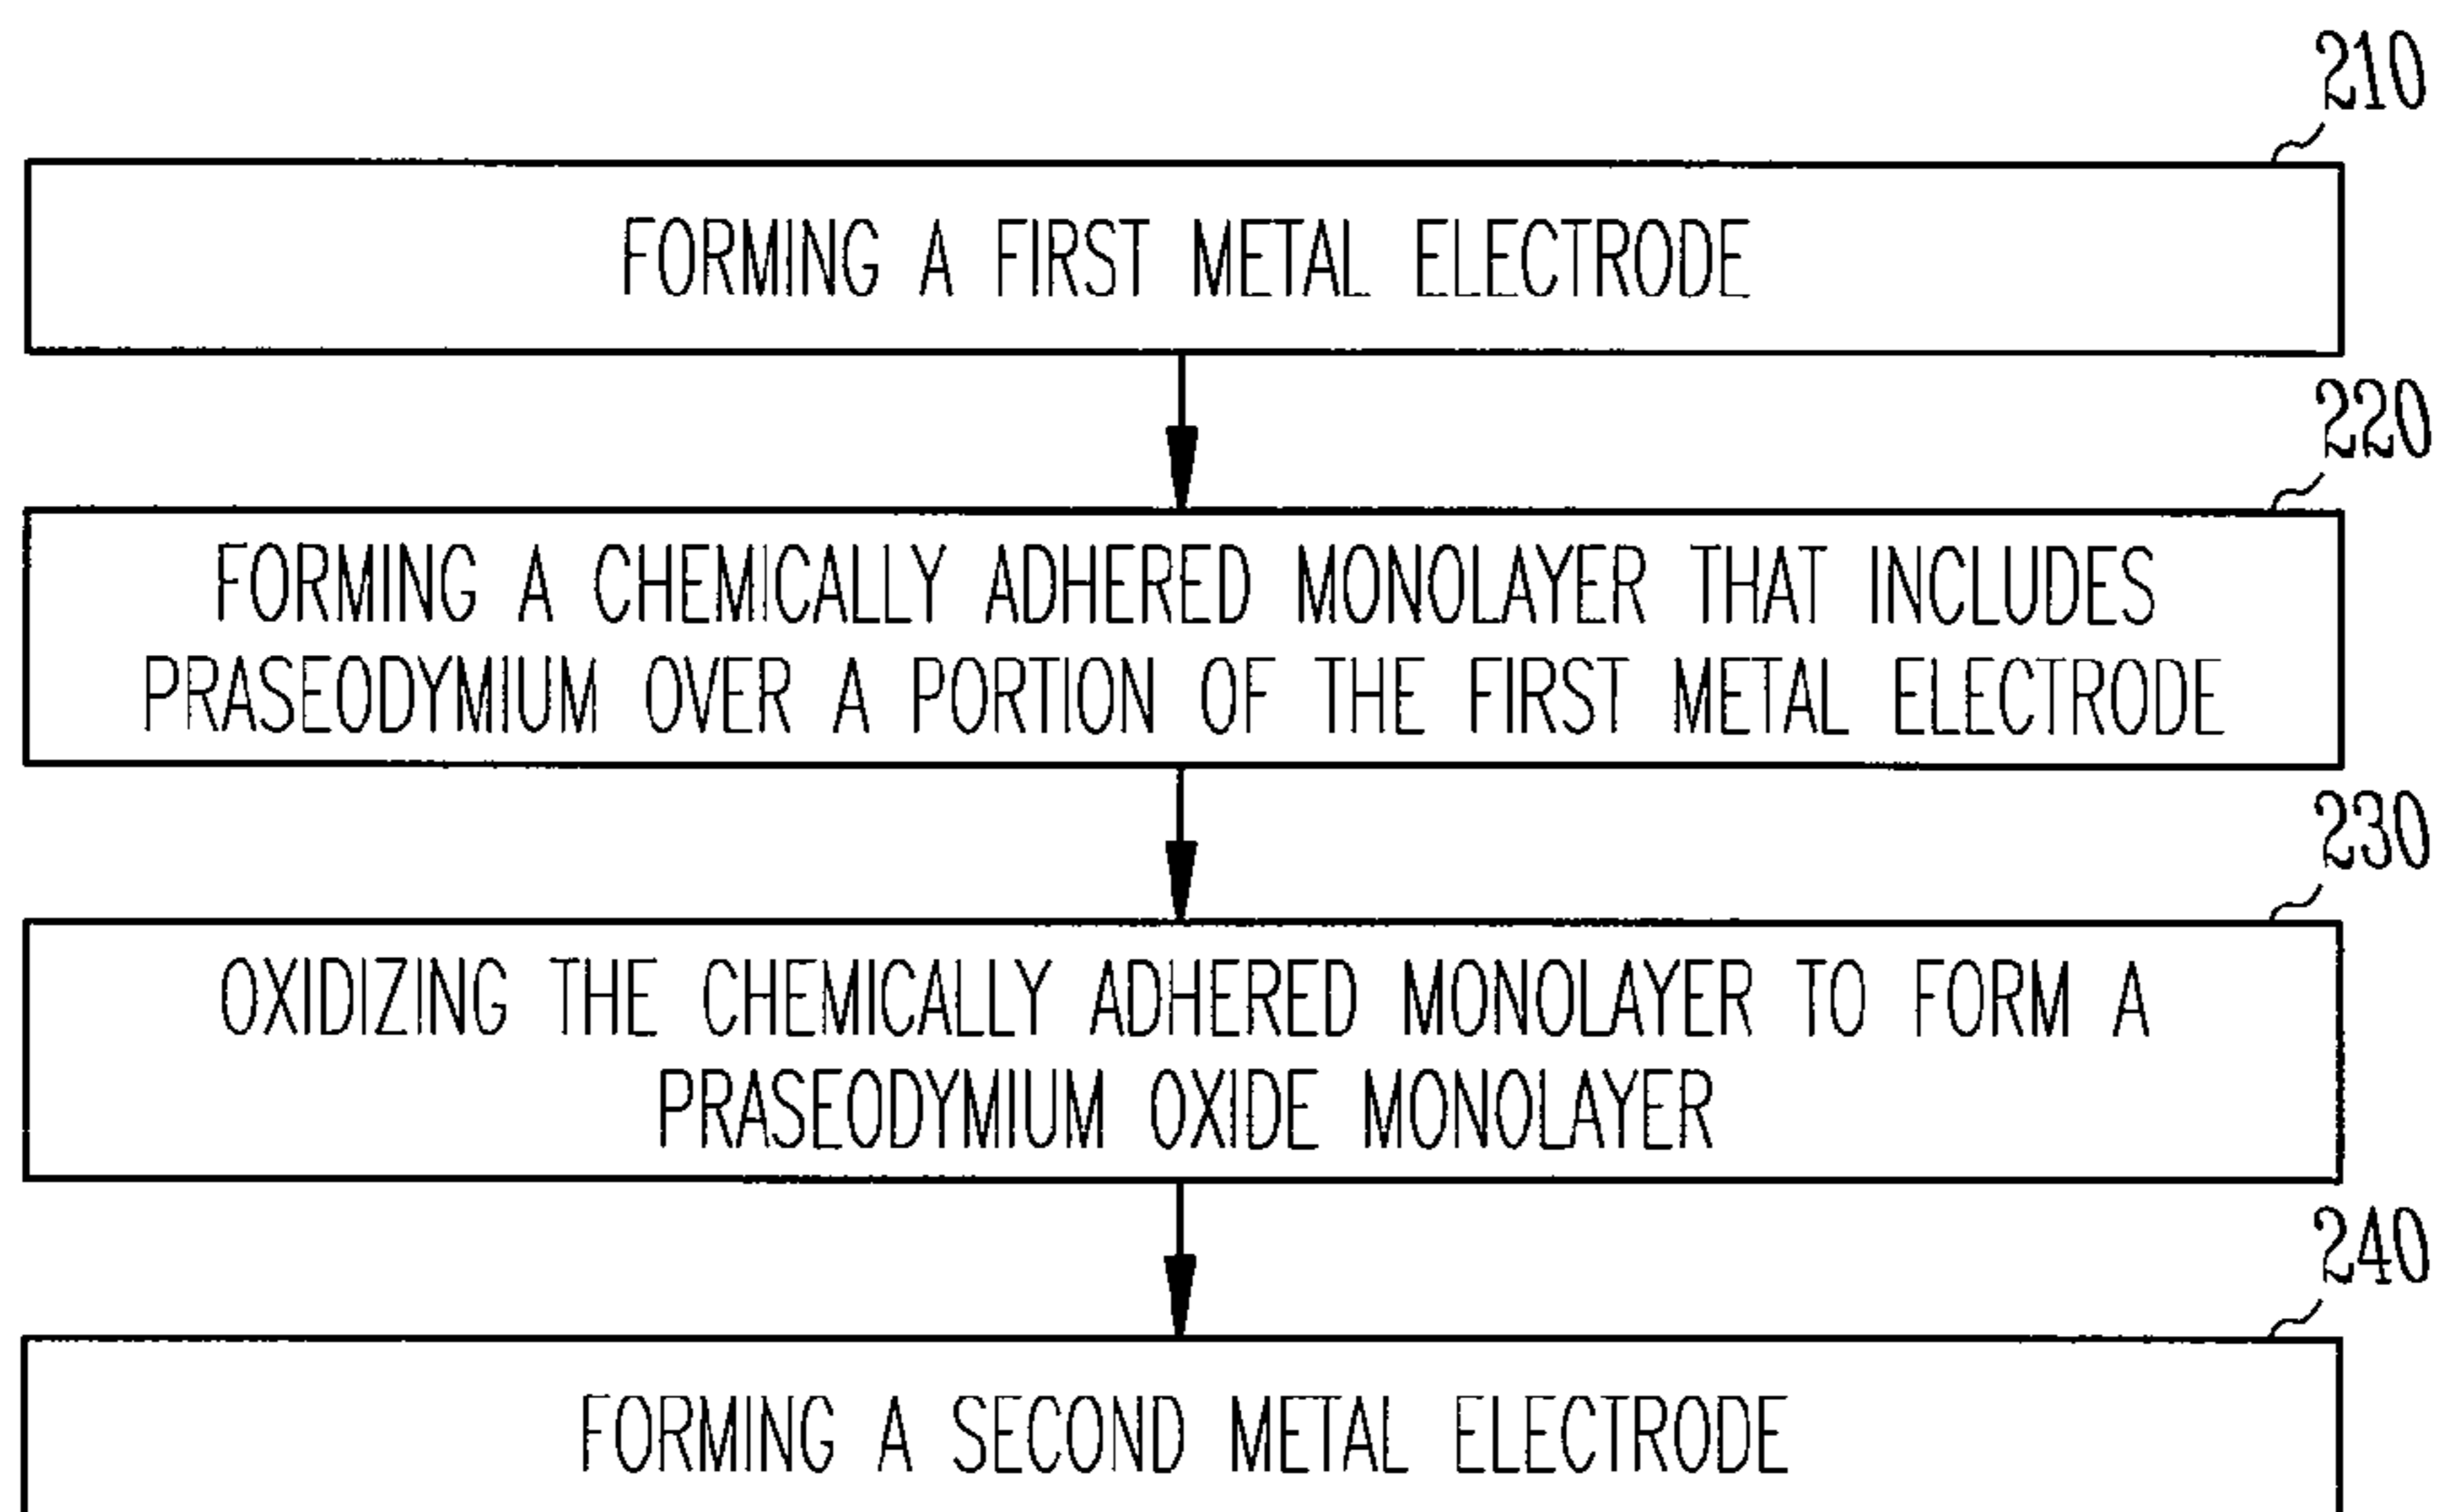 210
FORMING A FIRST METAL ELECTRODE
220
FORMING A CHEMICALLY ADHERED MONOLAYER THAT INCLUDES
PRASEODYMIUM OVER A PORTION OF THE FIRST METAL ELECTRODE
230
OXIDIZING THE CHEMICALLY ADHERED MONOLAYER TO FORM A
PRASEODYMIUM OXIDE MONOLAYER
240
FORMING A SECOND METAL ELECTRODE